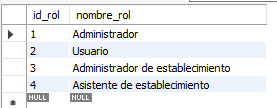 id_rol nombre_rol
1 Administrador
2 Usuario
3 Administrador de establecimiento
4 Asistente de establecimiento
NULL NULL